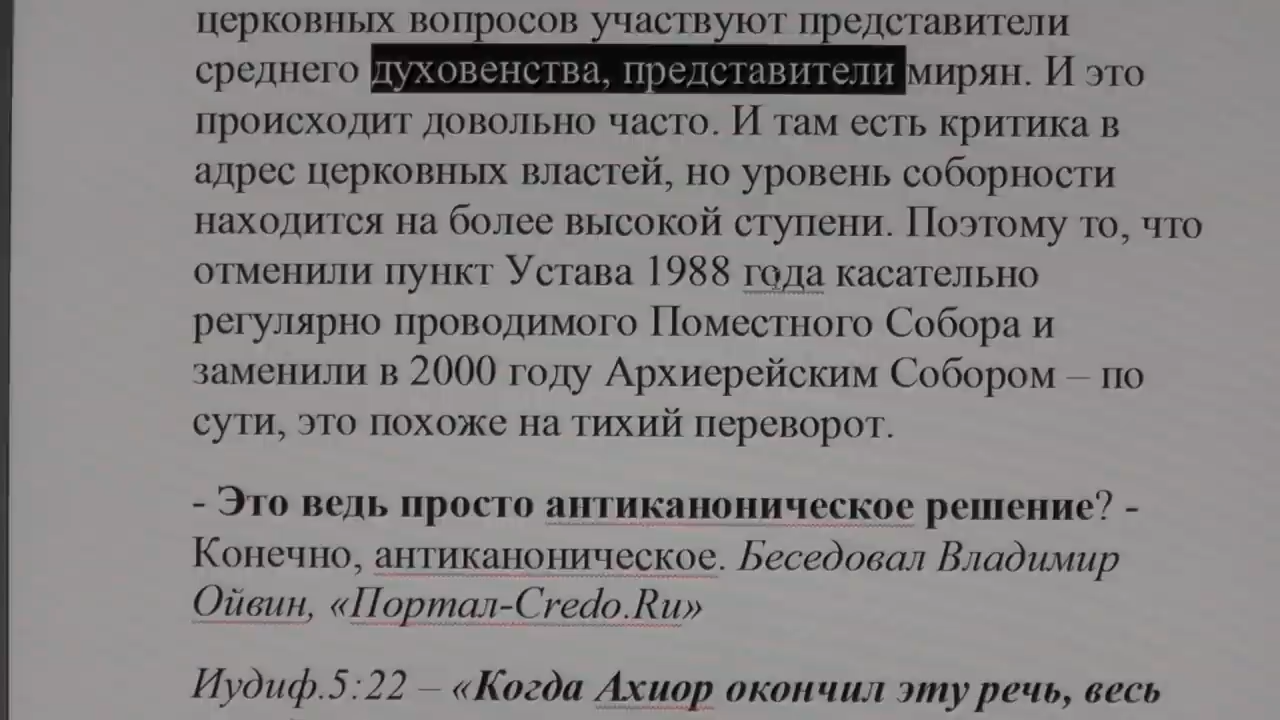 церковных вопросов участвуют представители
среднего духовенства, представители мирян. И это
происходит довольно часто. И там есть критика в
адрес церковных властей, но уровень соборности
находится на более высокой ступени. Поэтому то, что
отменили пункт Устава 1988 года касательно
регулярно проводимого Поместного Собора и
заменили в 2000 году Архиерейским Собором – по
сути, это похоже на тихий переворот.
- Это ведь просто антиканоническое решение? -
Конечно, антиканоническое. Беседовал Владимир
Ойвин, «Портал-Credo.Ru»
Иудиф.5:22 – «Когда Ахиор окончил эту речь, весь